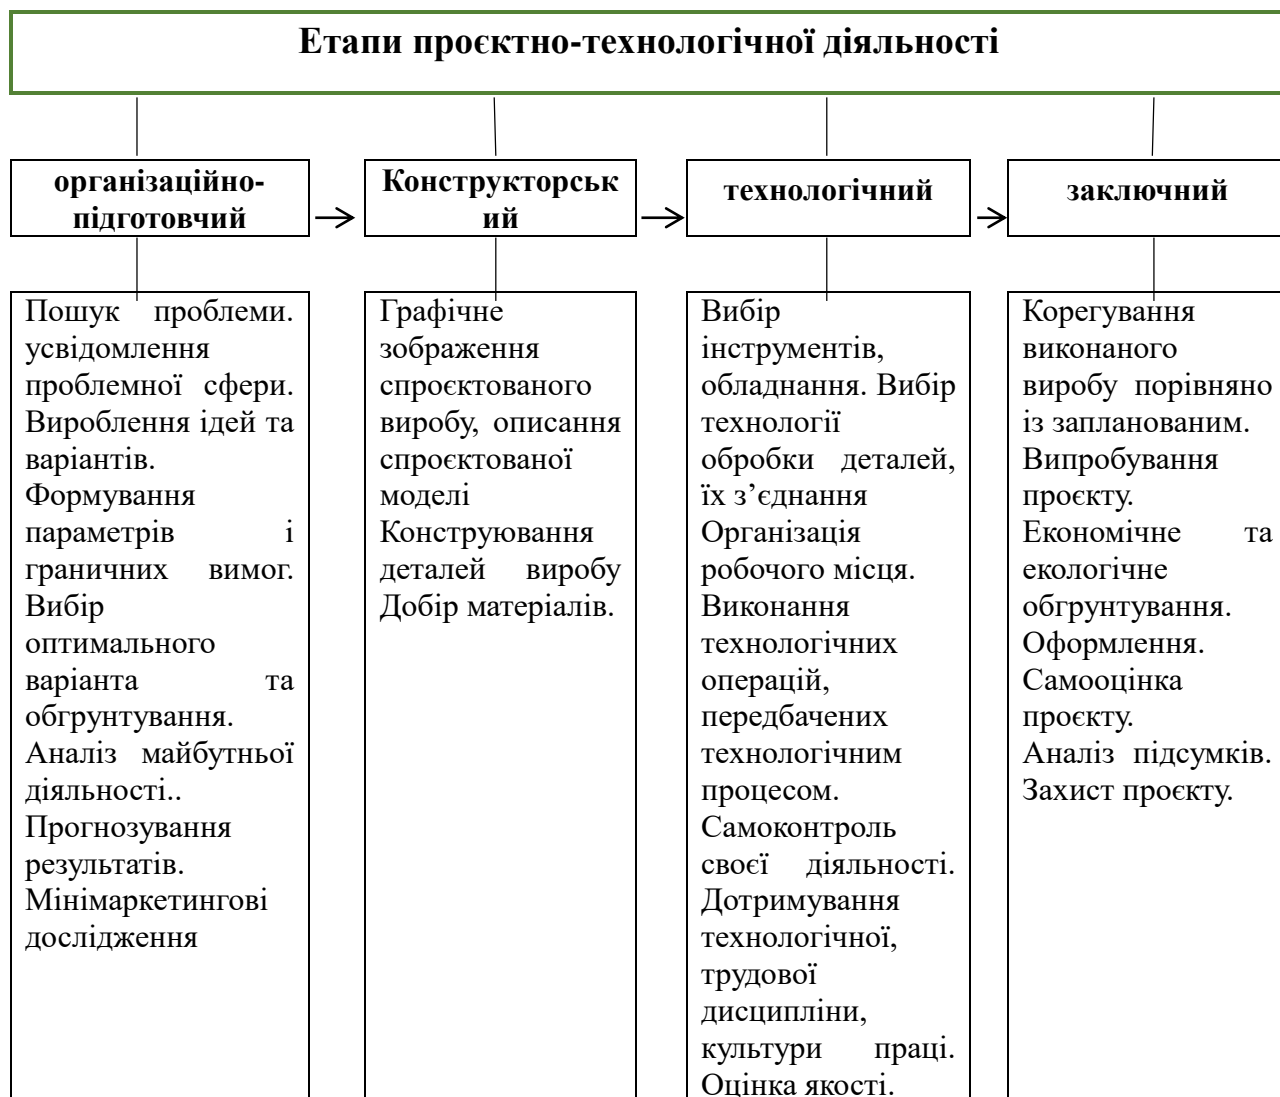 Етапи проєктно-технологічної діяльності
організаційно-
підготовчий
Конструкторськ
ий
технологічний
заключний
Пошук проблеми.
усвідомлення
проблемної сфери.
Вироблення ідей та
варіантів.
Формування
параметрів і
граничних вимог.
Вибір
оптимального
варіанта та
обгрунтування.
Аналіз майбутньої
діяльності..
Прогнозування
результатів.
Мінімаркетингові
дослідження
Графічне
зображення
спроєктованого
виробу, описання
спроєктованої
моделі
Конструювання
деталей виробу
Добір матеріалів.
Вибір
інструментів,
обладнання. Вибір
технології
обробки деталей,
їх з’єднання
Організація
робочого місця.
Виконання
технологічних
операцій,
передбачених
технологічним
процесом.
Самоконтроль
своєї діяльності.
Дотримування
технологічної,
трудової
дисципліни,
культури праці.
Оцінка якості.
Корегування
виконаного
виробу порівняно
із запланованим.
Випробування
проєкту.
Економічне та
екологічне
обгрунтування.
Оформлення.
Самооцінка
проєкту.
Аналіз підсумків.
Захист проєкту.